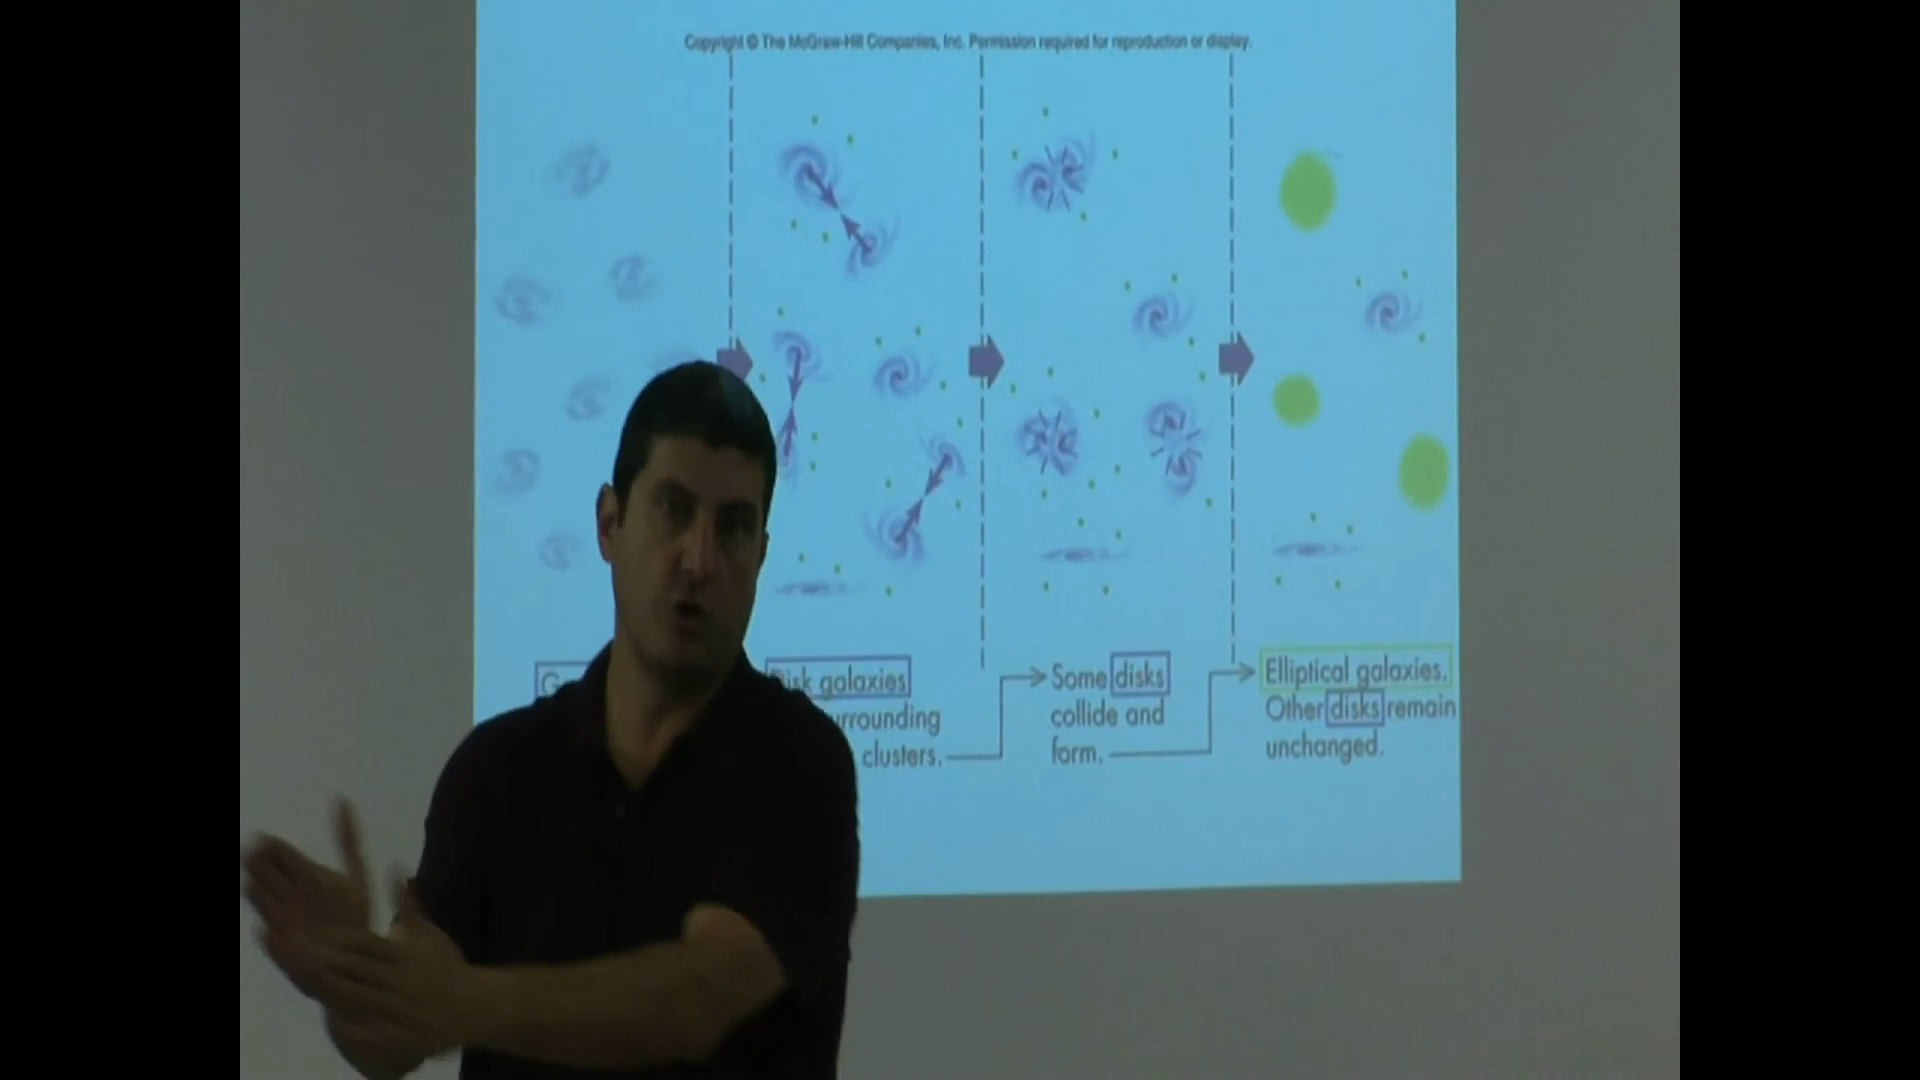 Copyright © The McGraw-Hill Companies, Inc. Permission required for reproduction or display.
Disk galaxies
clusters.
Some disks
collide and
form.
Elliptical galaxies.
Other disks remain
unchanged.